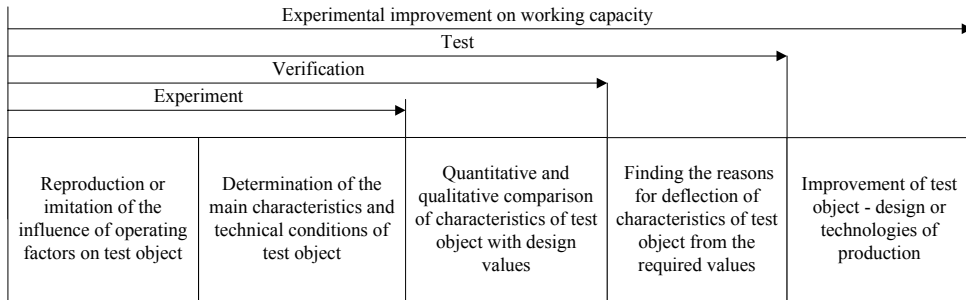 Experimental improvement on working capacity
Test
Verification
Experiment
Reproduction or
imitation of the
influence of operating
factors on test object
Determination of the
main characteristics and
technical conditions of
test object
Quantitative and
qualitative comparison
of characteristics of test
object with design
values
Finding the reasons
for deflection of
characteristics of test
object from the
required values
Improvement of test
object - design or
technologies of
production